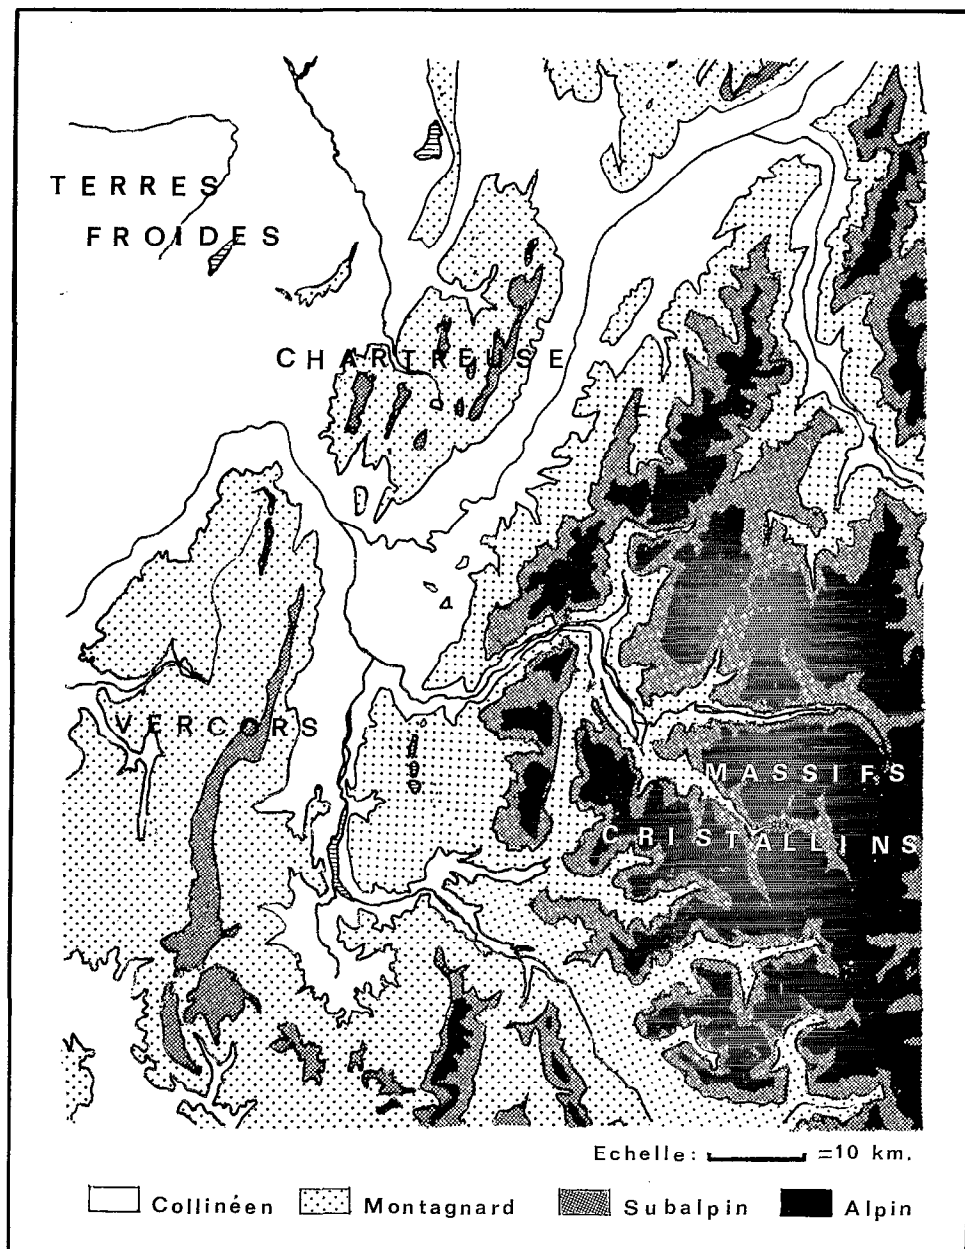 TERRES
FROIDES
CHARTREUSE
VERCORS
MASSIFS
CRISTALLINS
Echelle: =10 km.
Collinéen Montagnard Subalpin Alpin